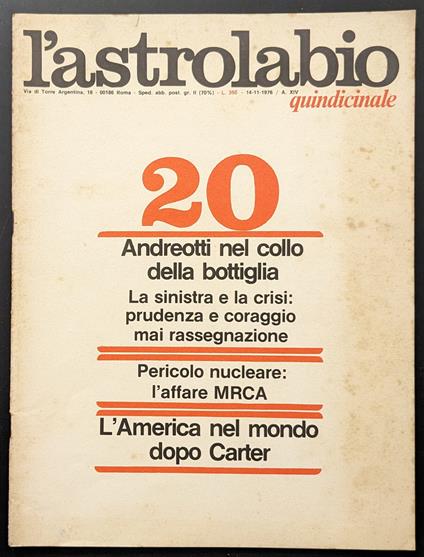 l'astrolabio
Via di Torre Argentina, 18 - 00186 Roma - Sped. abb. post. gr. II (70%) - L. 350 - 14-11-1976 / A. XIV
quindicinale
20
Andreotti nel collo
della bottiglia
La sinistra e la crisi:
prudenza e coraggio
mai rassegnazione
Pericolo nucleare:
l'affare MRCA
L'America nel mondo
dopo Carter